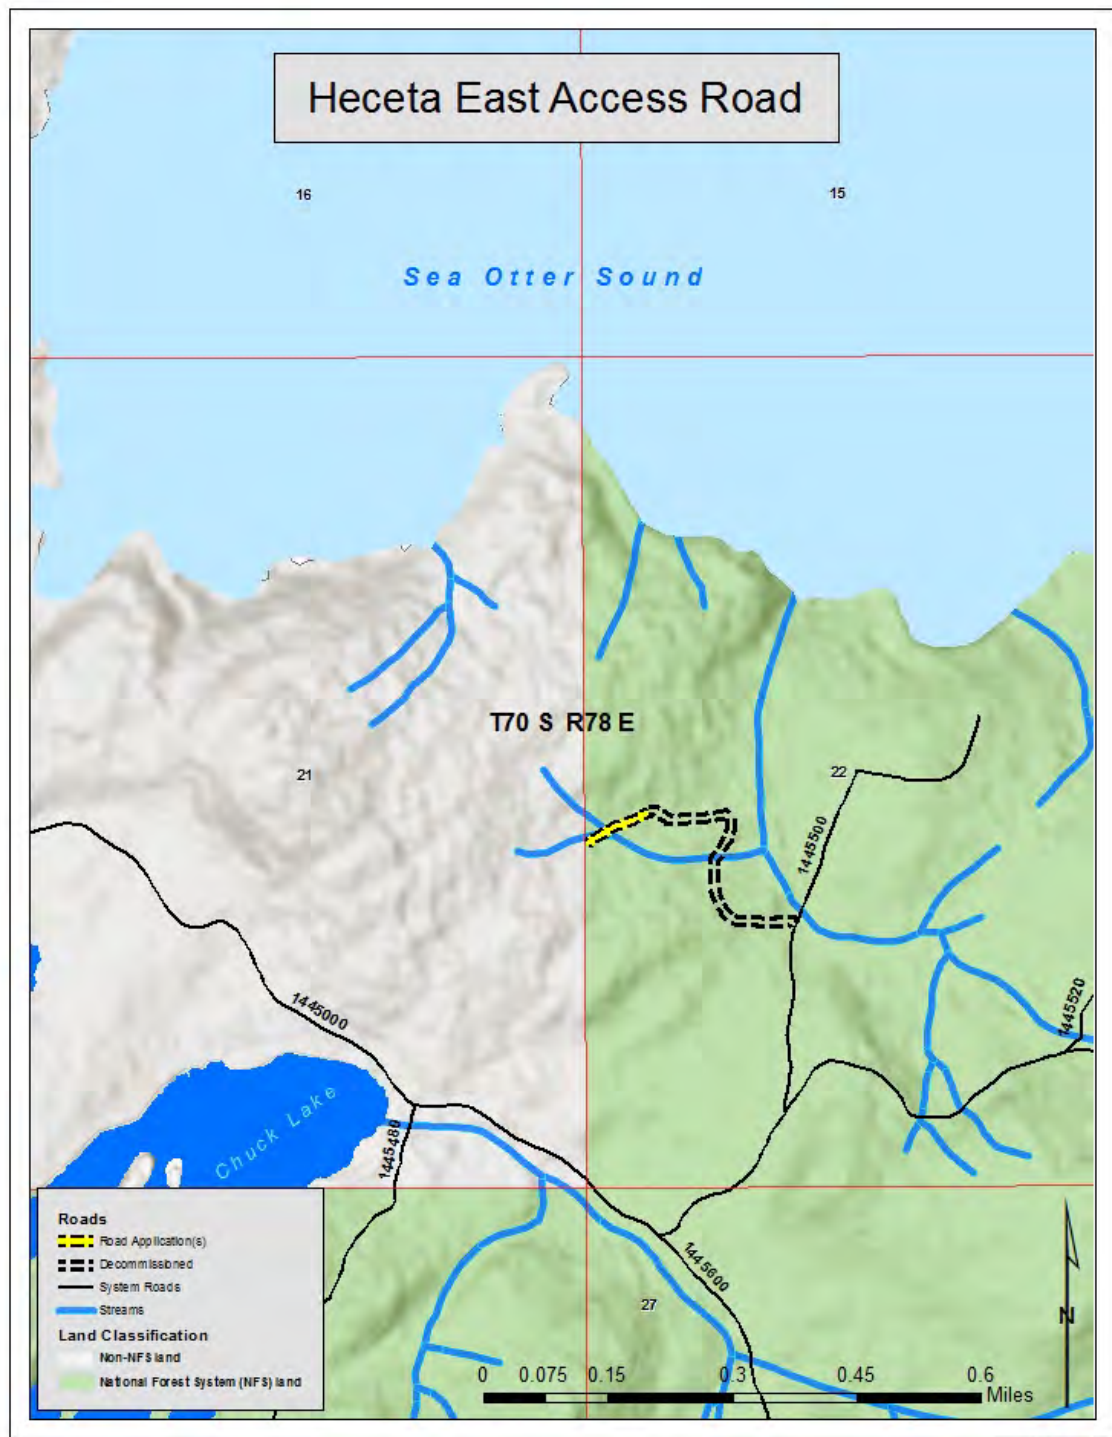 Heceta East Access Road
16
15
Sea Otter Sound
T70 S R78 E
21
22
1445500
1445000
1445520
Chuck Lake
1445480
1445600
27
Roads
Road Application(s)
Decommissioned
System Roads
Streams
Land Classification
Non-NFS land
National Forest System (NFS) land
N
0 0.075 0.15 0.3 0.45 0.6
Miles